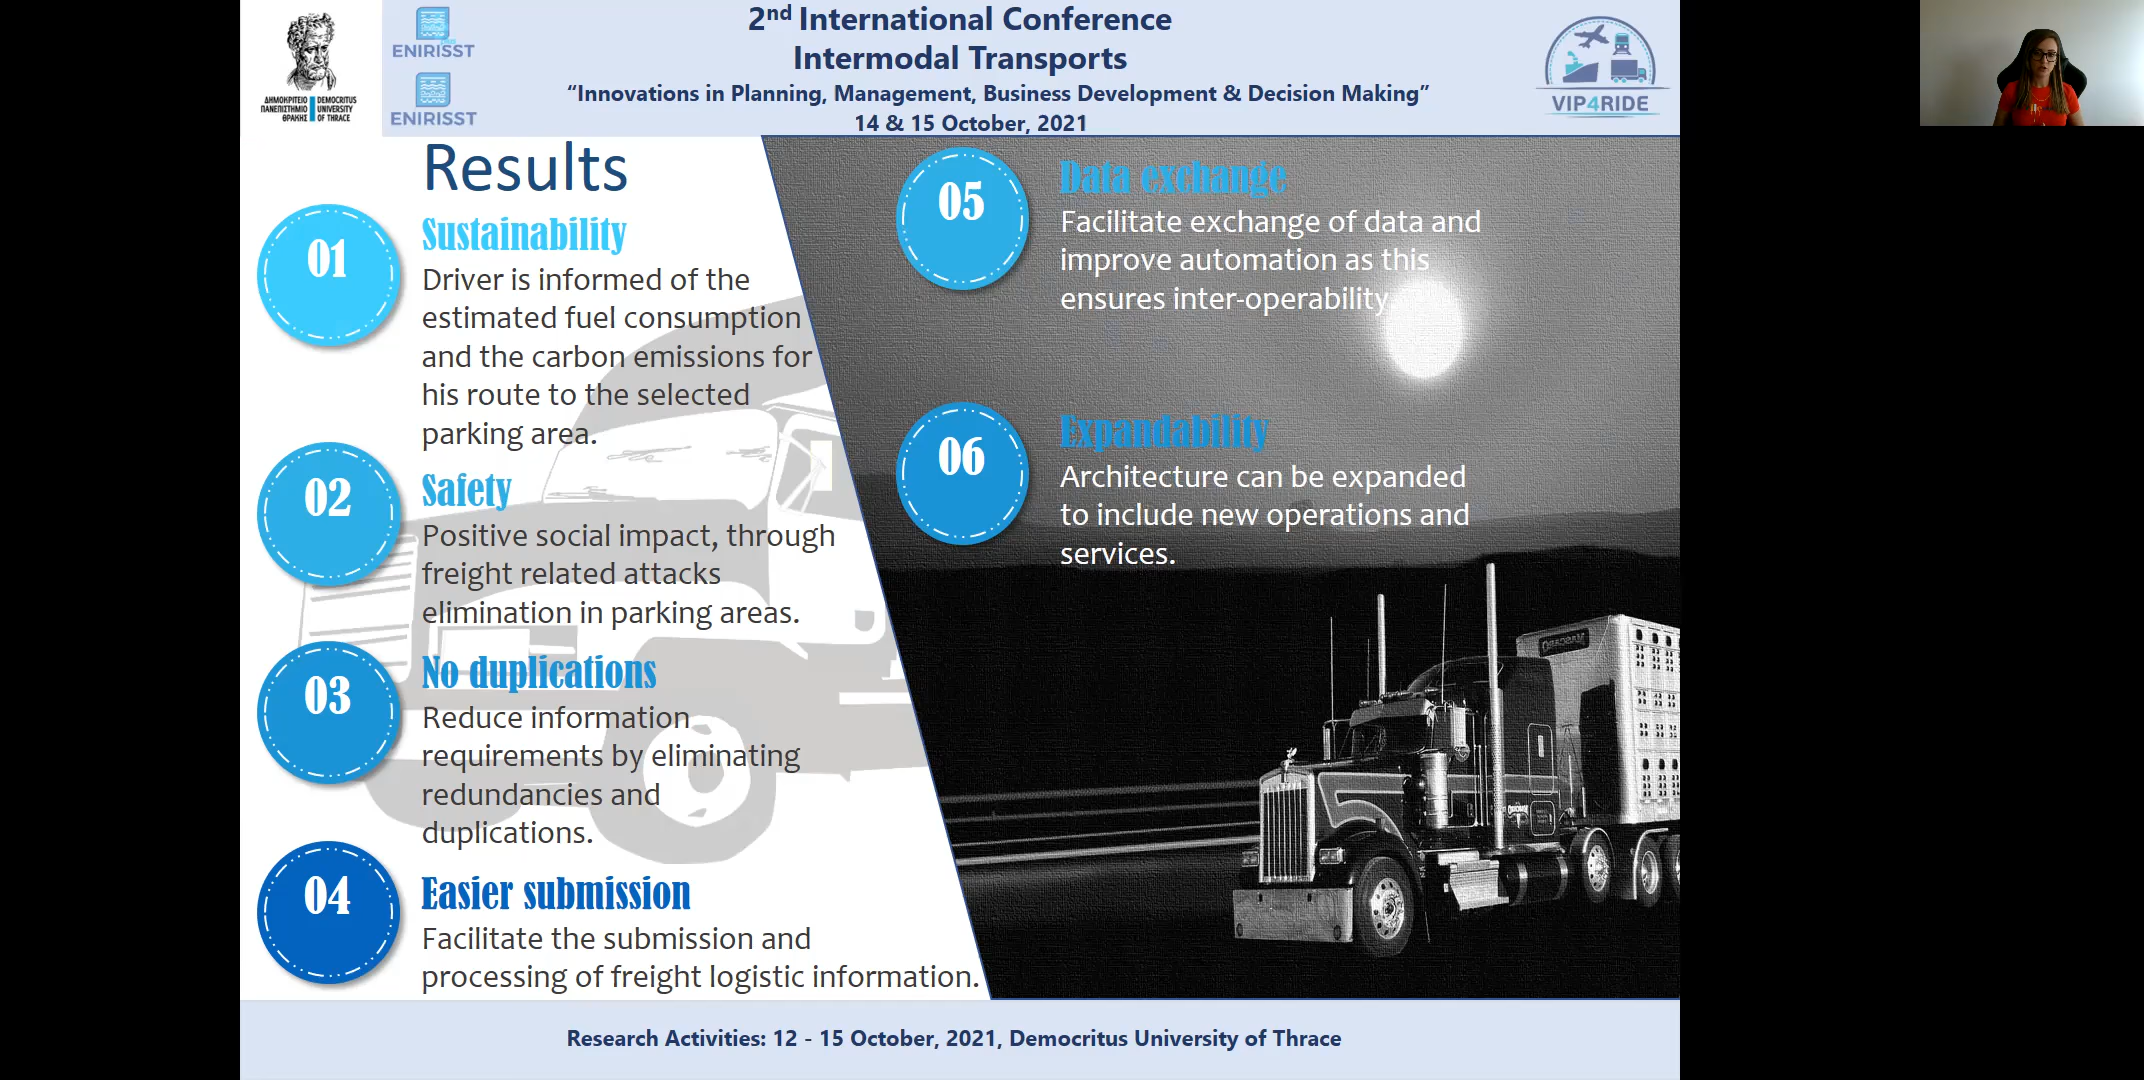 ΔΗΜΟΚΡΙΤΕΙΟ
ΠΑΝΕΠΙΣΤΗΜΙΟ
ΘΡΑΚΗΣ
DEMOCRITUS
UNIVERSITY
OF THRACE
ENIRISST
ENIRISST
2nd International Conference
Intermodal Transports
“Innovations in Planning, Management, Business Development & Decision Making”
14 & 15 October, 2021
VIP4RIDE
Results
01
Sustainability
Driver is informed of the
estimated fuel consumption
and the carbon emissions for
his route to the selected
parking area.
02
Safety
Positive social impact, through
freight related attacks
elimination in parking areas.
03
No duplications
Reduce information
requirements by eliminating
redundancies and
duplications.
04
Easier submission
Facilitate the submission and
processing of freight logistic information.
05
Data exchange
Facilitate exchange of data and
improve automation as this
ensures inter-operability.
06
Expandability
Architecture can be expanded
to include new operations and
services.
Research Activities: 12 - 15 October, 2021, Democritus University of Thrace